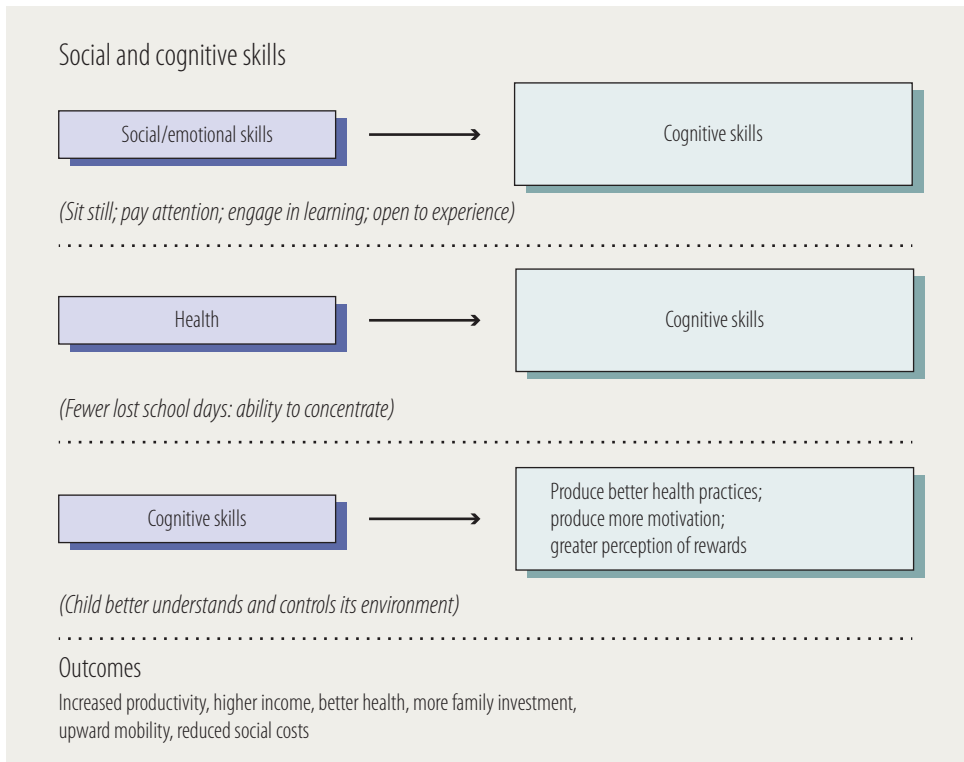 Social and cognitive skills
Social/emotional skills
Cognitive skills
(Sit still; pay attention; engage in learning; open to experience)
Health
Cognitive skills
(Fewer lost school days: ability to concentrate)
Cognitive skills
Produce better health practices;
produce more motivation;
greater perception of rewards
(Child better understands and controls its environment)
Outcomes
Increased productivity, higher income, better health, more family investment,
upward mobility, reduced social costs